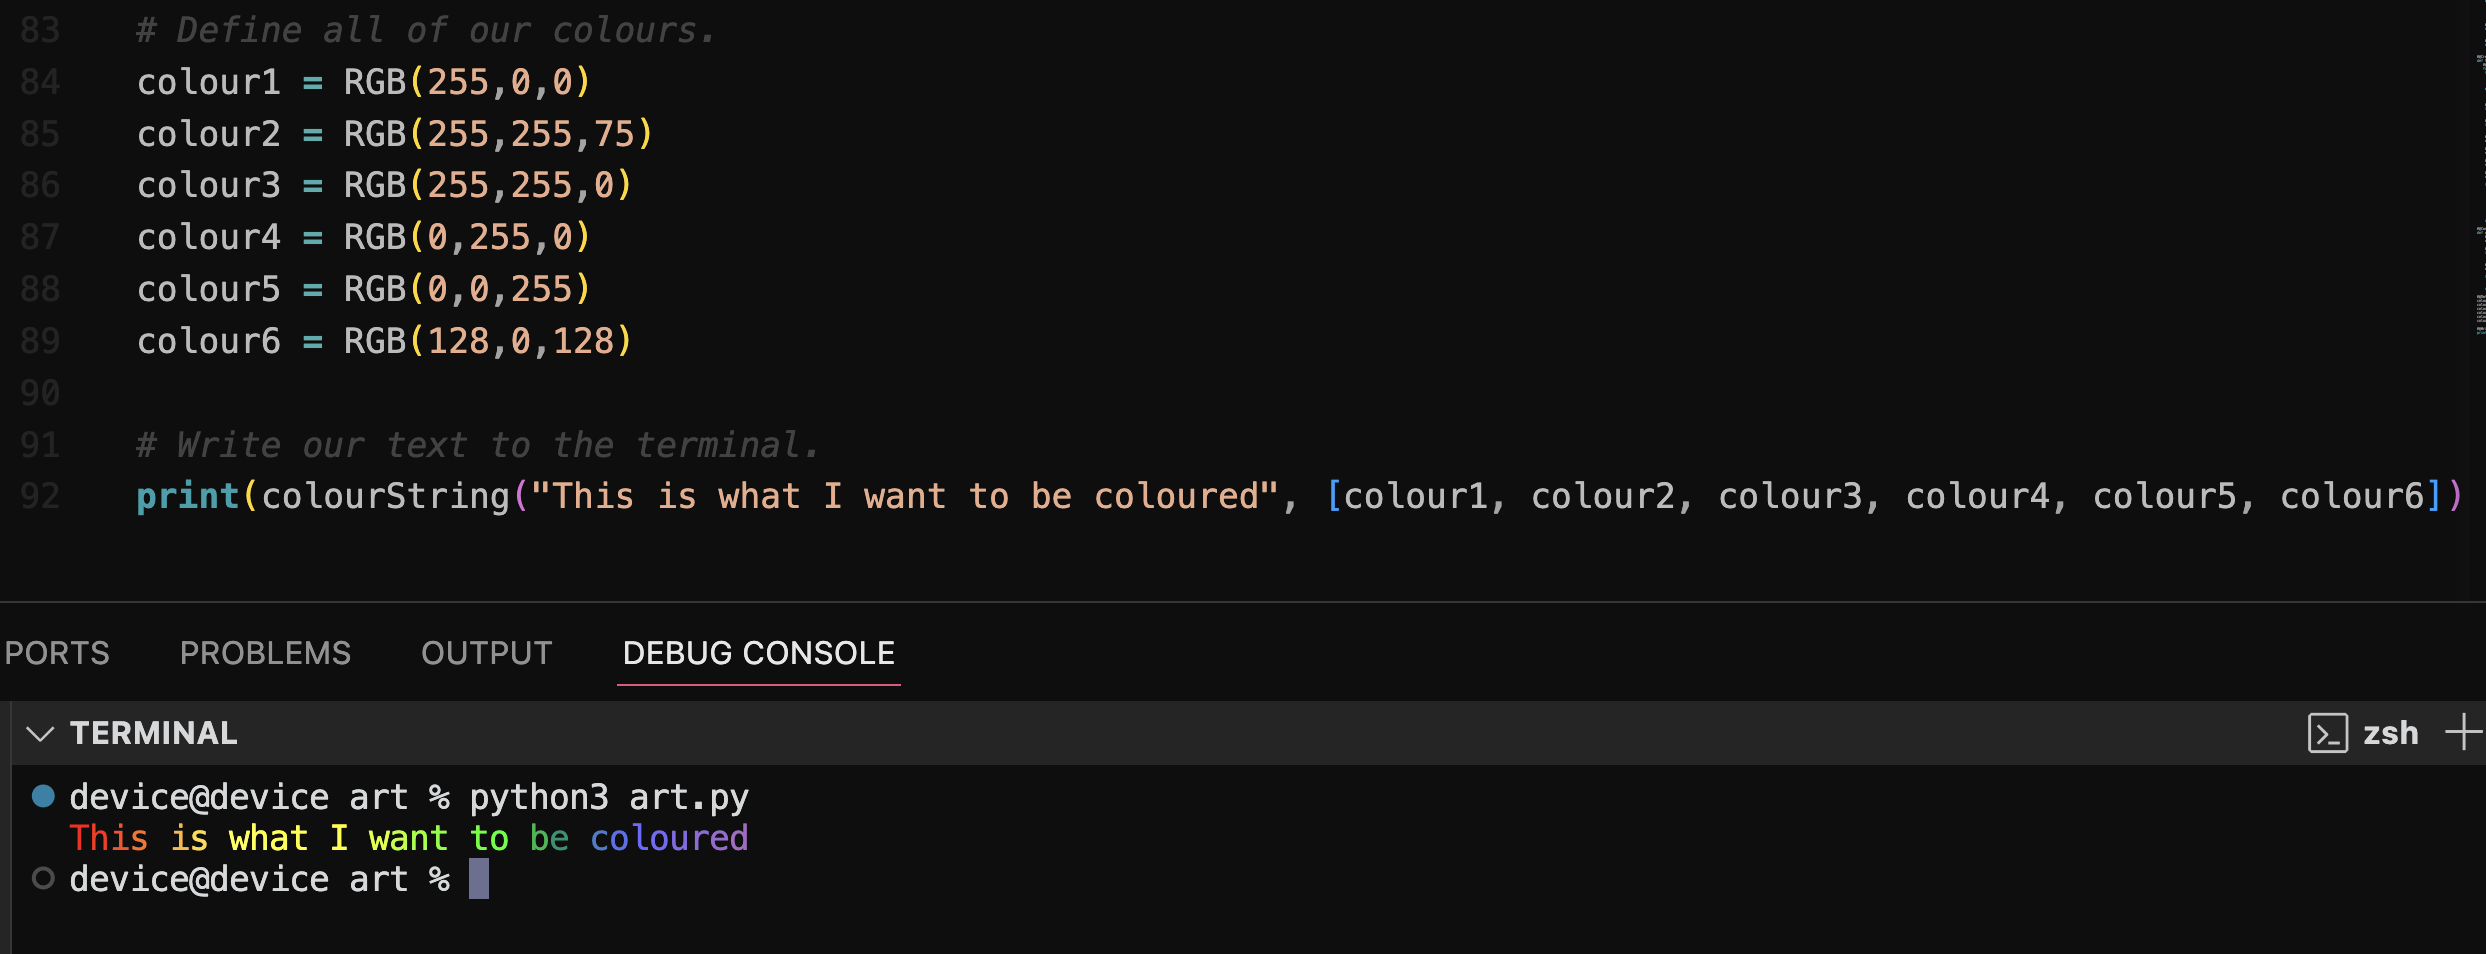 83 # Define all of our colours.
84 colour1 = RGB(255,0,0)
85 colour2 = RGB(255,255,75)
86 colour3 = RGB(255,255,0)
87 colour4 = RGB(0,255,0)
88 colour5 = RGB(0,0,255)
89 colour6 = RGB(128,0,128)
90
91 # Write our text to the terminal.
92 print(colourString("This is what I want to be coloured", [colour1, colour2, colour3, colour4, colour5, colour6])
PORTS PROBLEMS OUTPUT DEBUG CONSOLE
TERMINAL zsh
device@device art % python3 art.py
This is what I want to be coloured
device@device art %